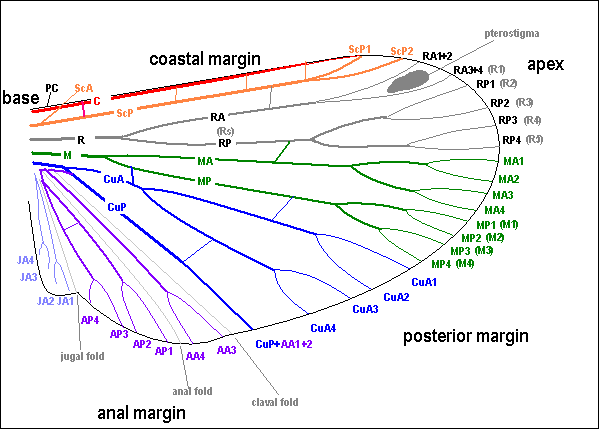 ScP1
ScP2
pterostigma
coastal margin
RA1+2
RA3+4 (R1)
apex
PC
ScA
RP1 (R2)
base
C
ScP
RP2 (R3)
RA
RP3 (R4)
(Rs)
R
RP
RP4 (R5)
M
MA
MA1
CuA
MP
MA2
CuP
MA3
MA4
MP1 (M1)
MP2 (M2)
MP3 (M3)
MP4 (M4)
JA4
JA3
CuA1
CuA2
JA2
JA1
CuA3
AP4
CuA4
AP3
AP2
AP1
AA4
AA3
CuP+AA1+2
posterior margin
jugal fold
anal fold
claval fold
anal margin